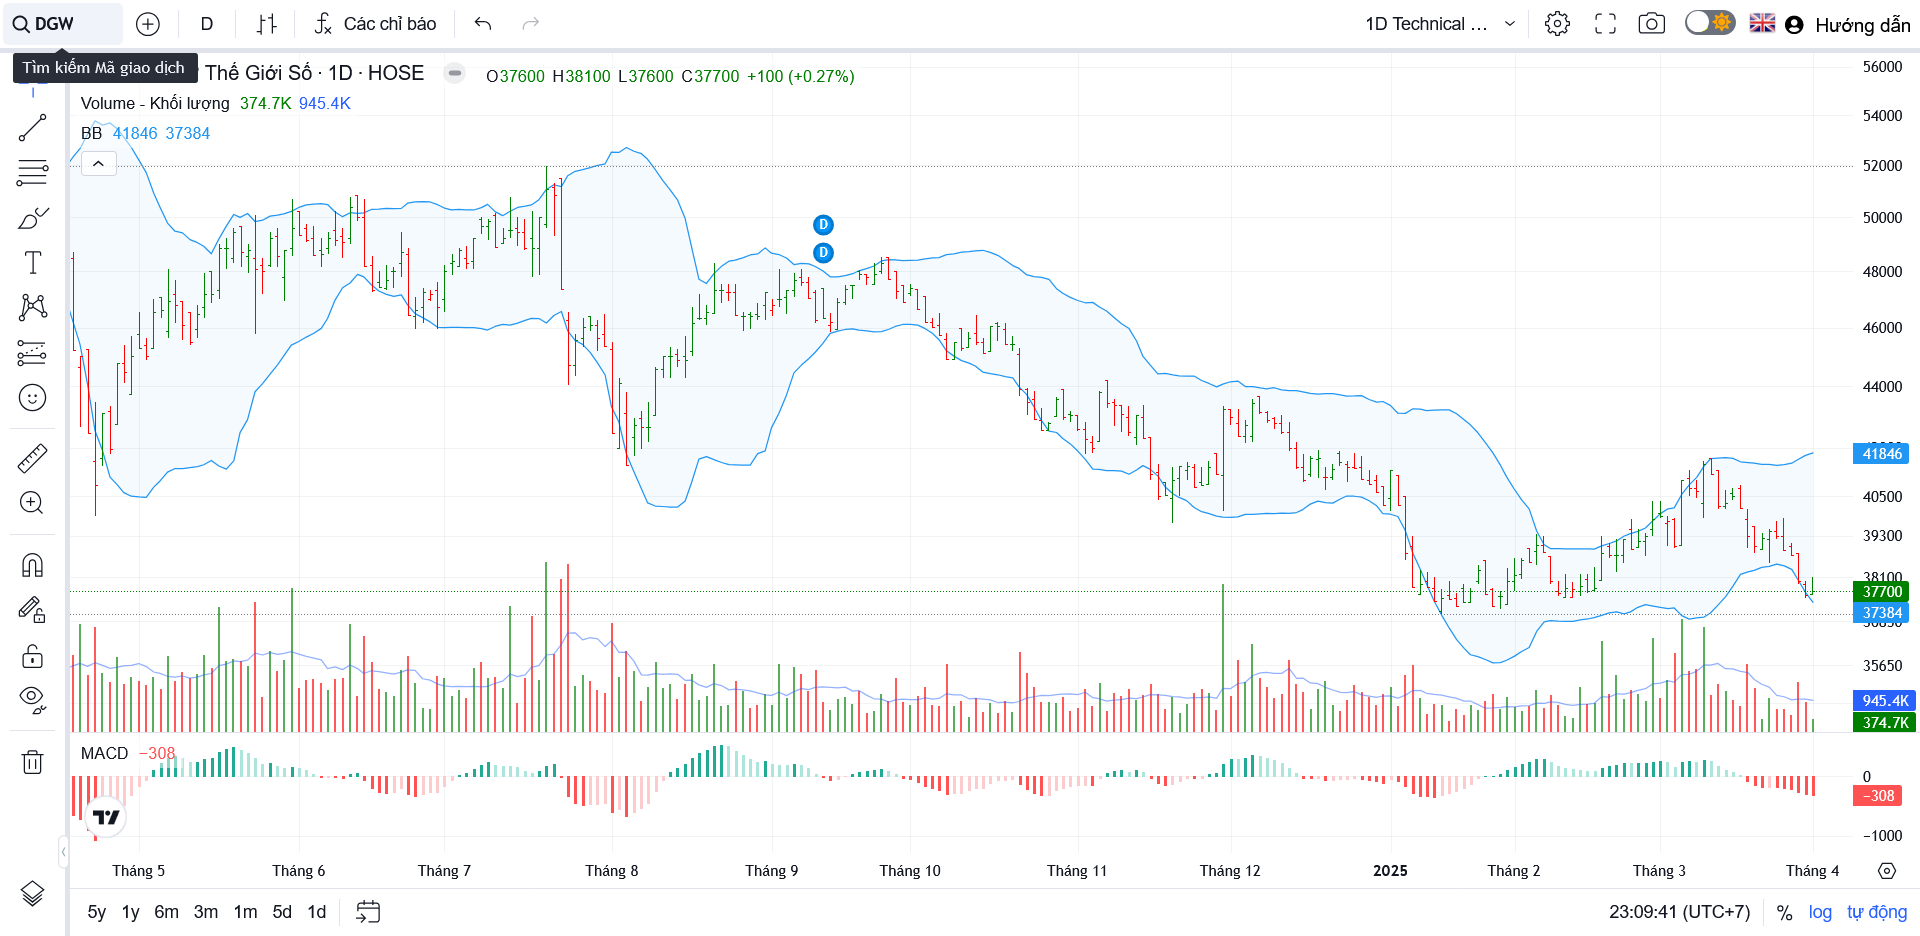 DGW
D
Các chỉ báo
1D Technical ...
Hướng dẫn
Tìm kiếm Mã giao dịch
Thế Giới Số · 1D · HOSE
O37600 H38100 L37600 C37700 +100 (+0.27%)
Volume - Khối lượng 374.7K 945.4K
BB 41846 37384
D
D
56000
54000
52000
50000
48000
46000
44000
41846
40500
39300
38100
37700
37384
36850
35650
945.4K
374.7K
MACD −308
0
−308
−1000
Tháng 5
Tháng 6
Tháng 7
Tháng 8
Tháng 9
Tháng 10
Tháng 11
Tháng 12
2025
Tháng 2
Tháng 3
Tháng 4
5y 1y 6m 3m 1m 5d 1d
23:09:41 (UTC+7) % log tự động